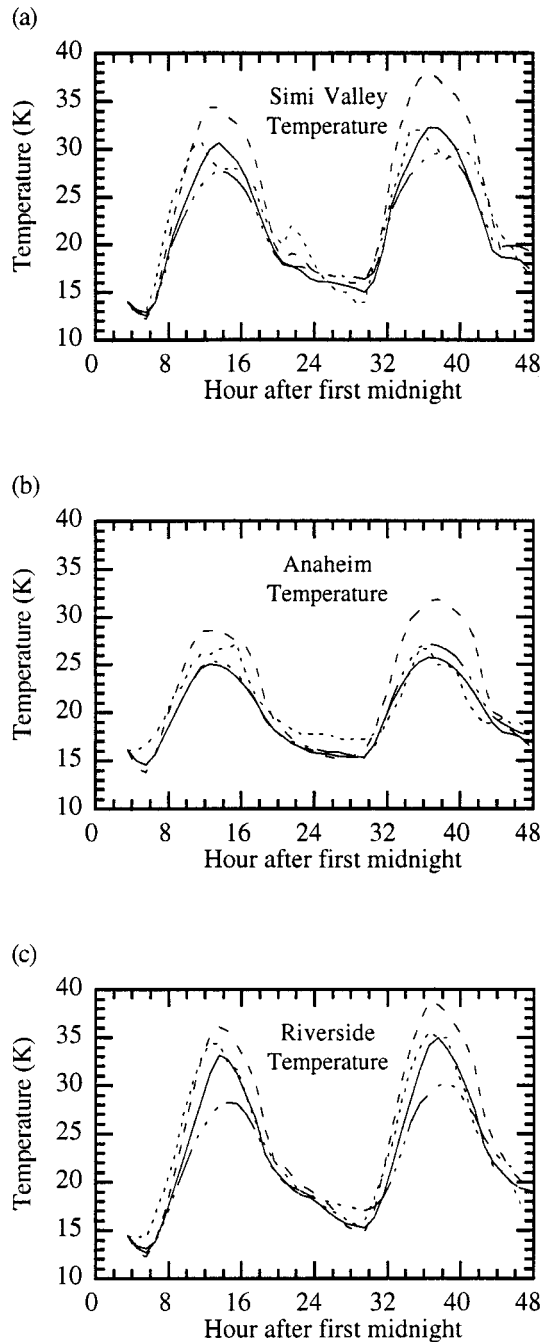 (a)
40
35
30
25
20
15
10
Temperature (K)
Simi Valley
Temperature
0 8 16 24 32 40 48
Hour after first midnight
(b)
40
35
30
25
20
15
10
Temperature (K)
Anaheim
Temperature
0 8 16 24 32 40 48
Hour after first midnight
(c)
40
35
30
25
20
15
10
Temperature (K)
Riverside
Temperature
0 8 16 24 32 40 48
Hour after first midnight